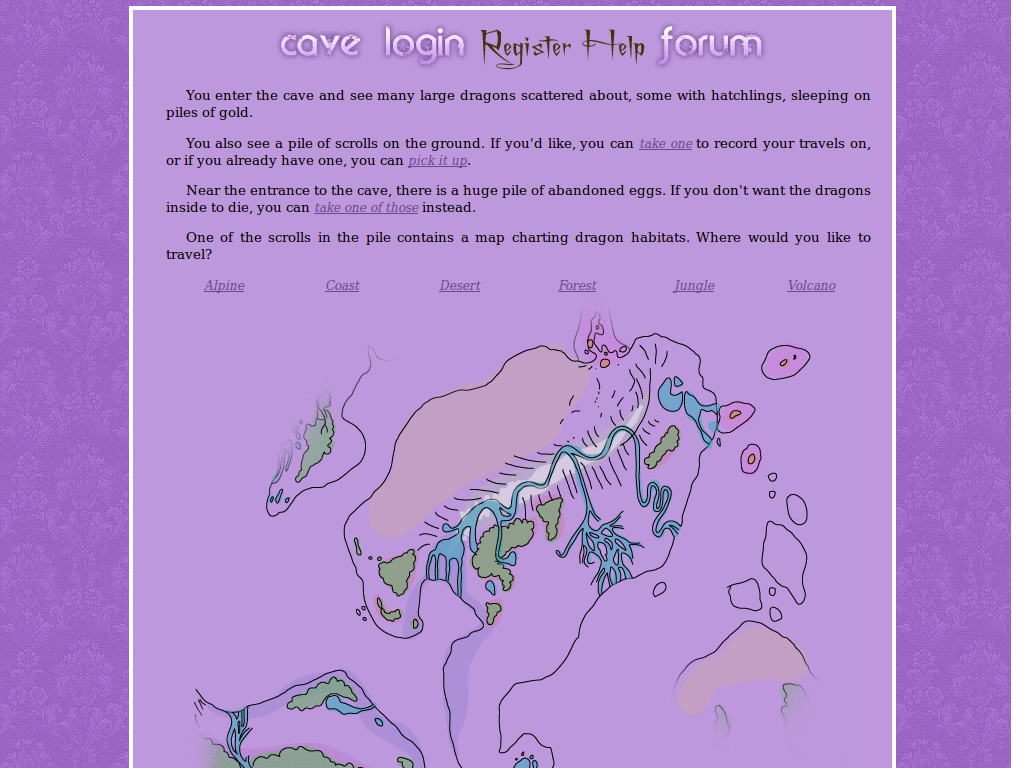 cave login Register Help forum
You enter the cave and see many large dragons scattered about, some with hatchlings, sleeping on
piles of gold.
You also see a pile of scrolls on the ground. If you'd like, you can take one to record your travels on,
or if you already have one, you can pick it up.
Near the entrance to the cave, there is a huge pile of abandoned eggs. If you don't want the dragons
inside to die, you can take one of those instead.
One of the scrolls in the pile contains a map charting dragon habitats. Where would you like to
travel?
Alpine Coast Desert Forest Jungle Volcano